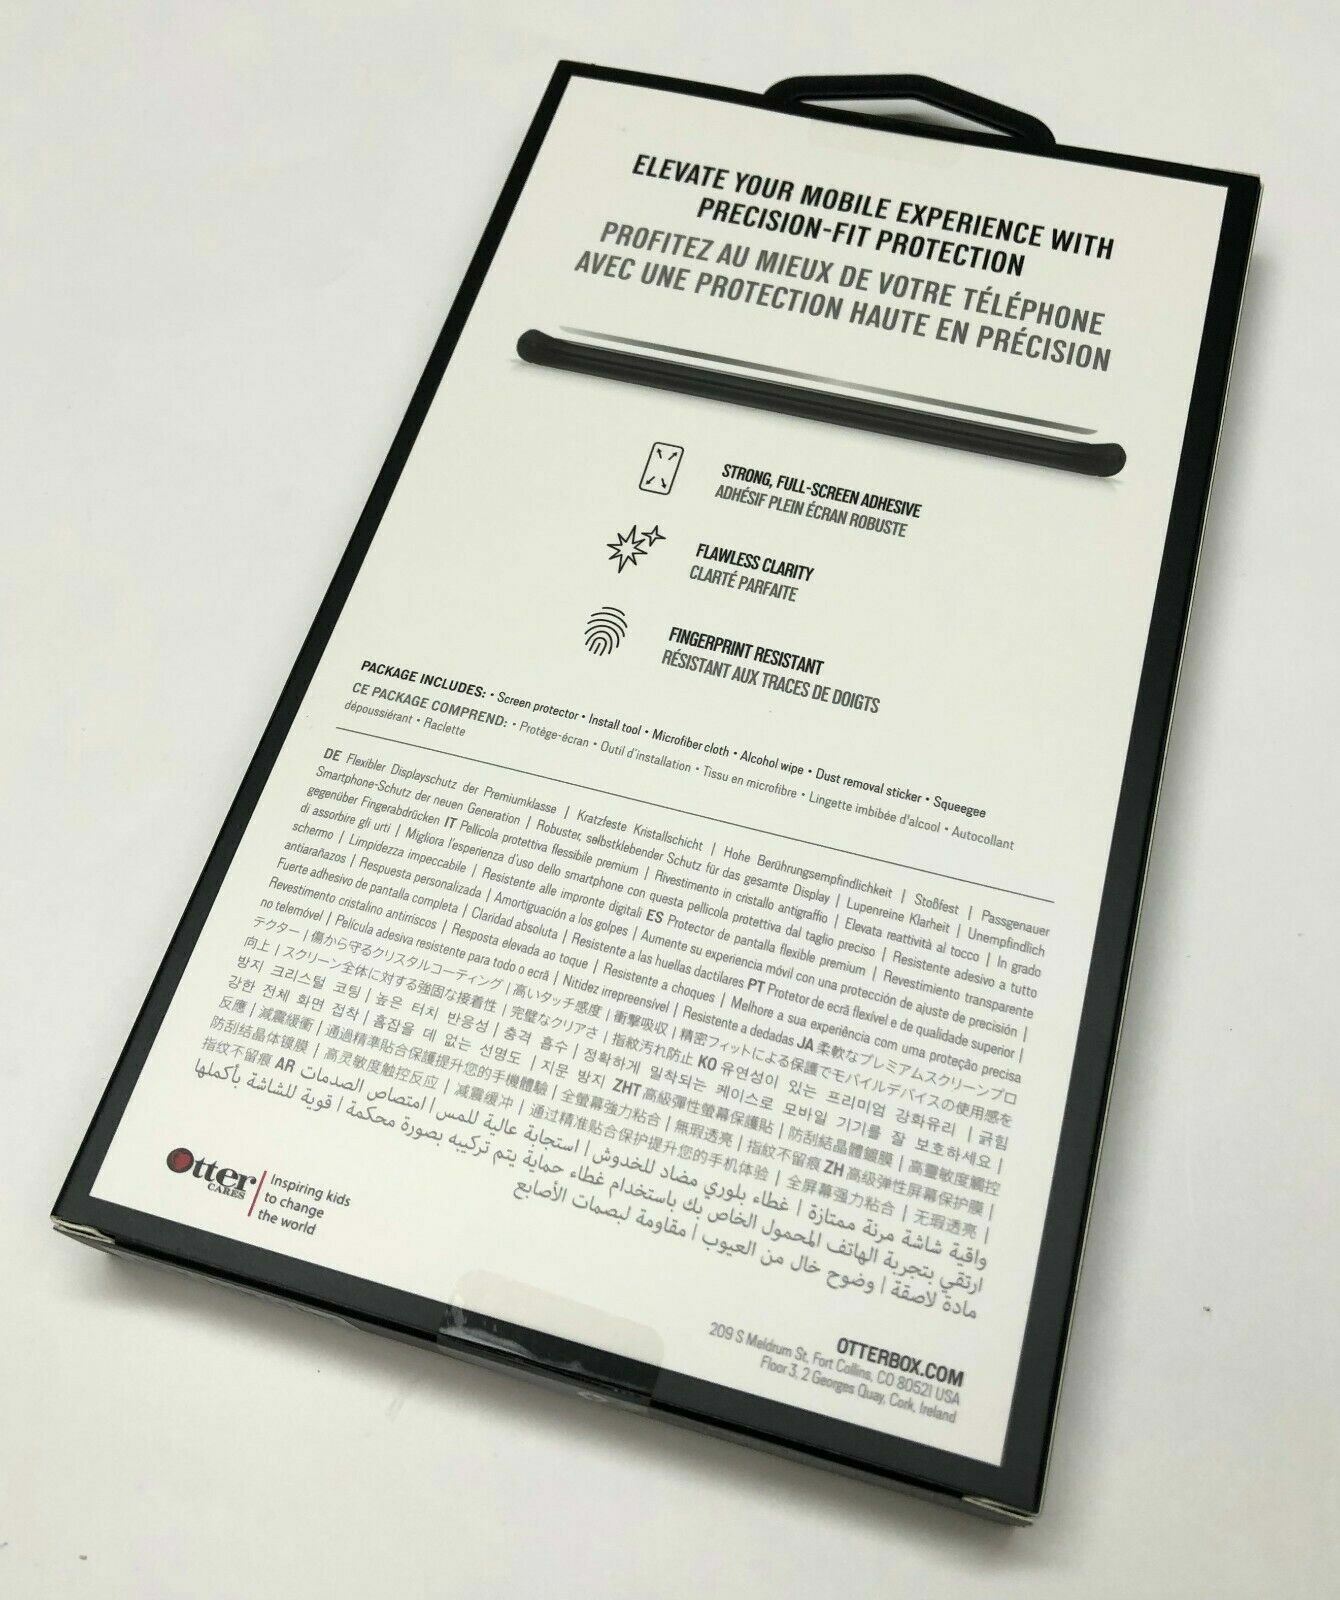 ELEVATE YOUR MOBILE EXPERIENCE WITH
PRECISION-FIT PROTECTION
PROFITEZ AU MIEUX DE VOTRE TÉLÉPHONE
AVEC UNE PROTECTION HAUTE EN PRÉCISION
STRONG, FULL-SCREEN ADHESIVE
ADHÉSIF PLEIN ÉCRAN ROBUSTE
FLAWLESS CLARITY
CLARTÉ PARFAITE
FINGERPRINT RESISTANT
RÉSISTANT AUX TRACES DE DOIGTS
PACKAGE INCLUDES: • Screen protector • Install tool • Microfiber cloth • Alcohol wipe • Dust removal sticker • Squeegee
CE PACKAGE COMPREND: • Protège-écran • Outil d'installation • Tissu en microfibre • Lingette imbibée d'alcool • Autocollant
dépoussiérant • Raclette
DE Flexibler Displayschutz der Premiumklasse | Kratzfeste Kristallschicht | Hohe Berührungsempfindlichkeit | Stoßfest | Passgenauer
Smartphone-Schutz der neuen Generation | Robuster, selbstklebender Schutz für das gesamte Display | Lupenreine Klarheit | Unempfindlich
gegenüber Fingerabdrücken IT Pellicola protettiva flessibile premium | Rivestimento in cristallo antigraffio | Elevata reattività al tocco | In grado
di assorbire gli urti | Migliora l'esperienza d'uso dello smartphone con questa pellicola protettiva dal taglio preciso | Resistente adesivo a tutto
schermo | Limpidezza impeccabile | Resistente alle impronte digitali ES Protector de pantalla flexible premium | Revestimiento transparente
antiarañazos | Respuesta personalizada | Amortiguación a los golpes | Aumente su experiencia móvil con una protección de ajuste de precisión |
Fuerte adhesivo de pantalla completa | Claridad absoluta | Resistente a las huellas dactilares PT Protetor de ecrã flexível e de qualidade superior |
Revestimento cristalino antirriscos | Resposta elevada ao toque | Resistente a choques | Melhore a sua experiência com uma proteção precisa
no telemóvel | Película adesiva resistente para todo o ecrã | Nitidez irrepreensível | Resistente a dedadas JA 柔軟なプレミアムスクリーンプロ
テクター | 傷から守るクリスタルコーティング | 高いタッチ感度 | 衝撃吸収 | 精密フィットによる保護でモバイルデバイスの使用感を
向上 | スクリーン全体に対する強固な接着性 | 完璧なクリアさ | 指紋汚れ防止 KO 유연성이 있는 프리미엄 강화유리 | 긁힘
방지 크리스털 코팅 | 높은 터치 반응성 | 충격 흡수 | 정확하게 밀착되는 케이스로 모바일 기기를 잘 보호하세요 |
강한 전체 화면 접착 | 흠잡을 데 없는 선명도 | 지문 방지 ZHT 高級彈性螢幕保護貼 | 防刮結晶體鍍膜 | 高靈敏度觸控
反應 | 減震緩衝 | 通過精準貼合保護提升您的手機體驗 | 全螢幕強力粘合 | 無瑕透亮 | 指紋不留痕 ZH 高级弹性屏幕保护膜 |
防刮结晶体镀膜 | 高灵敏度触控反应 | 减震缓冲 | 通过精准贴合保护提升您的手机体验 | 全屏幕强力粘合 | 无瑕透亮 |
指纹不留痕 AR واقية شاشة مرنة ممتازة | غطاء بلوري مضاد للخدوش | استجابة عالية للمس | امتصاص الصدمات
ارتقي بتجربة الهاتف المحمول الخاص بك باستخدام غطاء حماية يتم تركيبه بصورة محكمة | قوية للشاشة بأكملها
مادة لاصقة | وضوح خال من العيوب | مقاومة لبصمات الأصابع
Otter
CARES
Inspiring kids
to change
the world
OTTERBOX.COM
209 S Meldrum St, Fort Collins, CO 80521 USA
Floor 3, 2 Georges Quay, Cork, Ireland